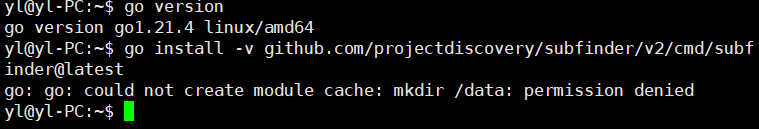 yl@yl-PC:~$ go version
go version go1.21.4 linux/amd64
yl@yl-PC:~$ go install -v github.com/projectdiscovery/subfinder/v2/cmd/subf
inder@latest
go: go: could not create module cache: mkdir /data: permission denied
yl@yl-PC:~$